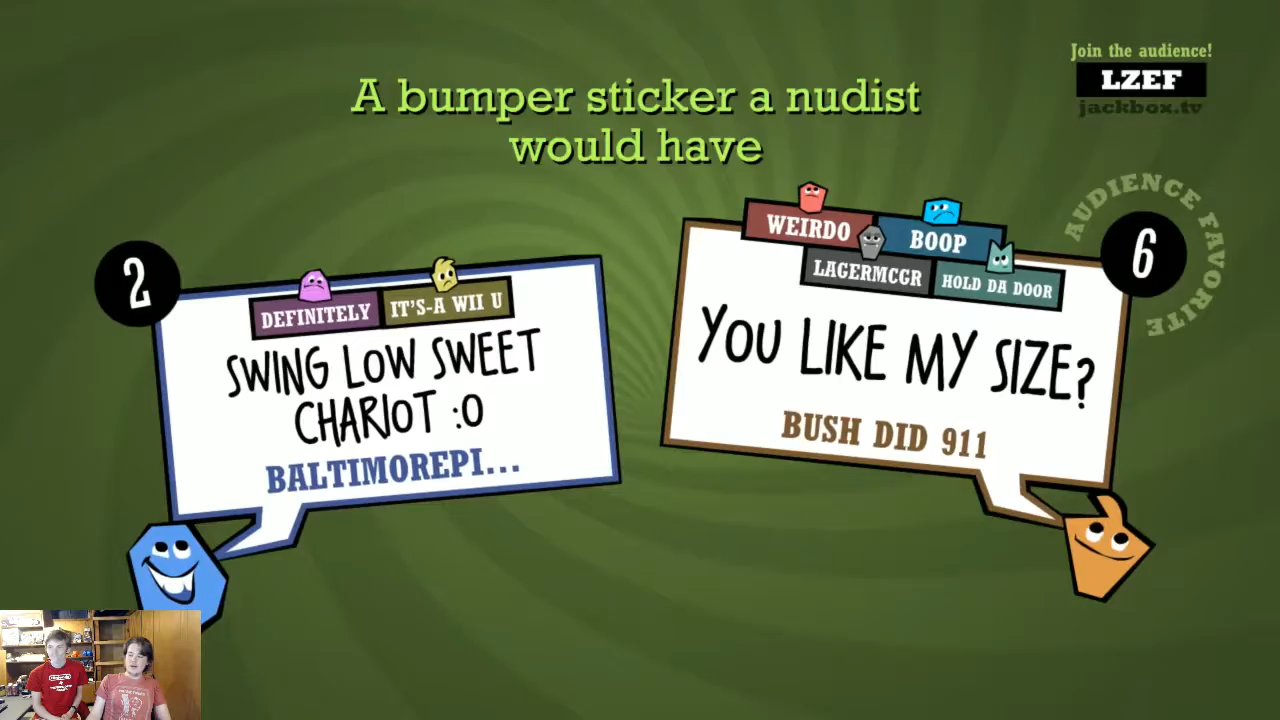 Join the audience!
LZEF
jackbox.tv
A bumper sticker a nudist
would have
AUDIENCE FAVORITE
2
DEFINITELY
IT'S-A WII U
SWING LOW SWEET
CHARIOT :O
BALTIMOREPI...
WEIRDO
BOOP
6
LAGERMCGR
HOLD DA DOOR
YOU LIKE MY SIZE?
BUSH DID 911